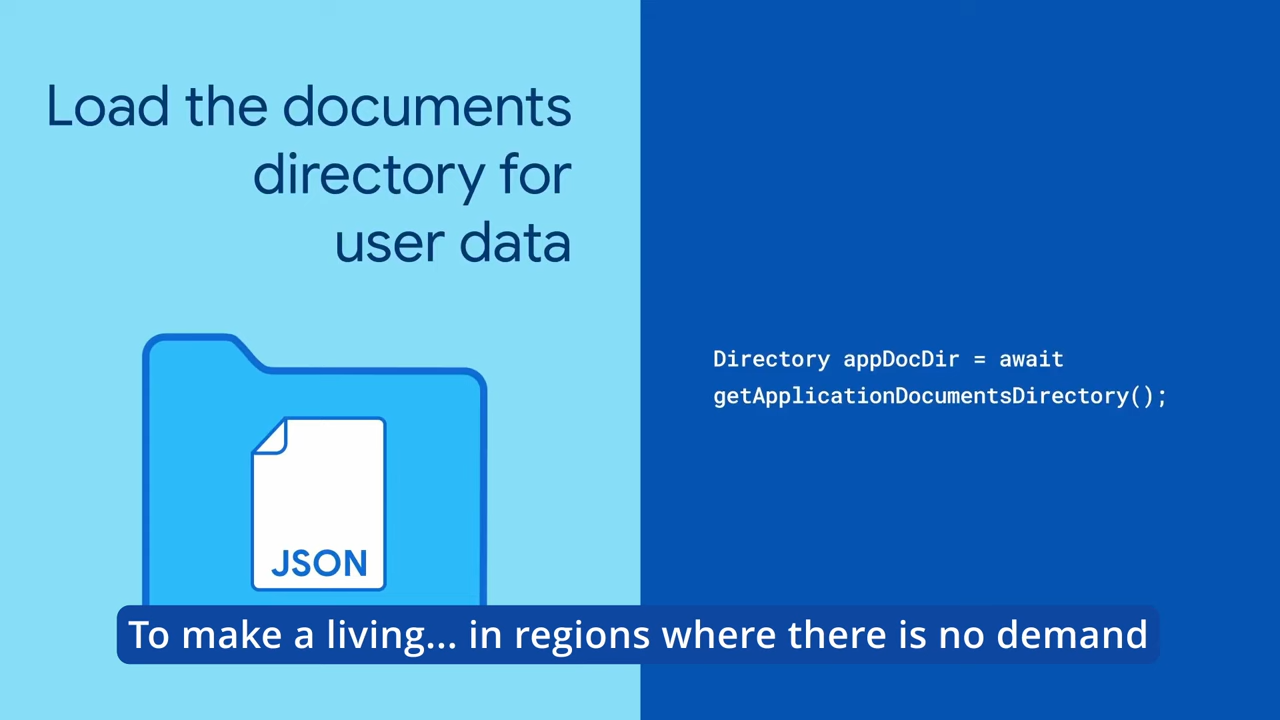 Load the documents
directory for
user data
Directory appDocDir = await
getApplicationDocumentsDirectory();
JSON
To make a living... in regions where there is no demand